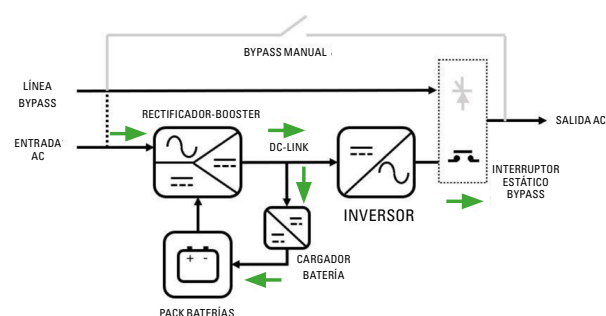 BYPASS MANUAL
LÍNEA
BYPASS
RECTIFICADOR-BOOSTER
ENTRADA
AC
DC-LINK
SALIDA AC
INTERRUPTOR
ESTÁTICO
BYPASS
INVERSOR
+ -
CARGADOR
BATERÍA
PACK BATERÍAS